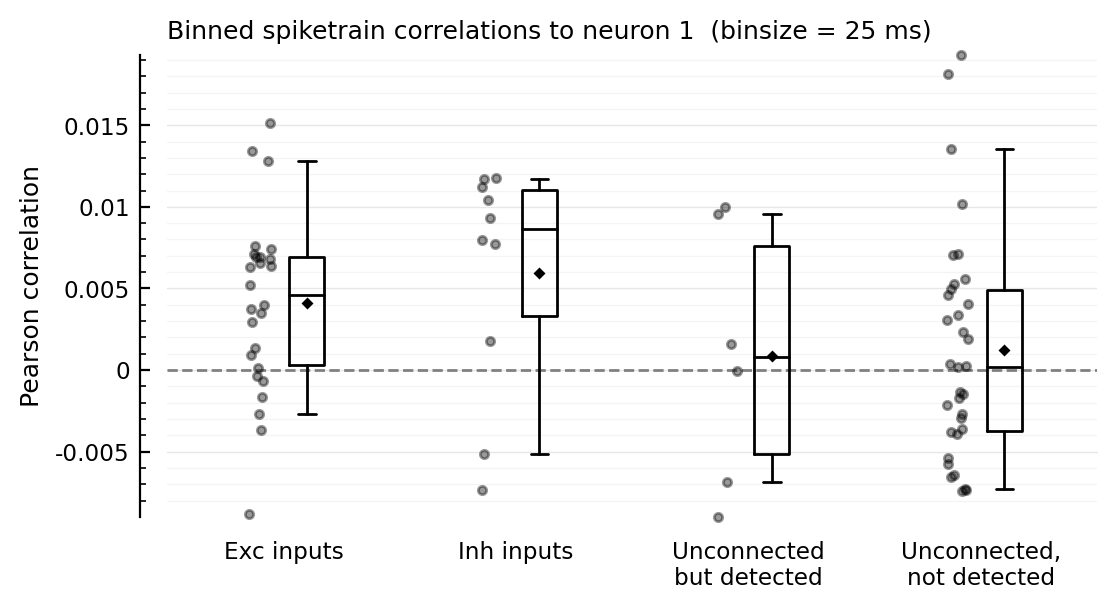 Binned spiketrain correlations to neuron 1  (binsize = 25 ms)
Pearson correlation
0.015
0.01
0.005
0
-0.005
Exc inputs
Inh inputs
Unconnected
but detected
Unconnected,
not detected